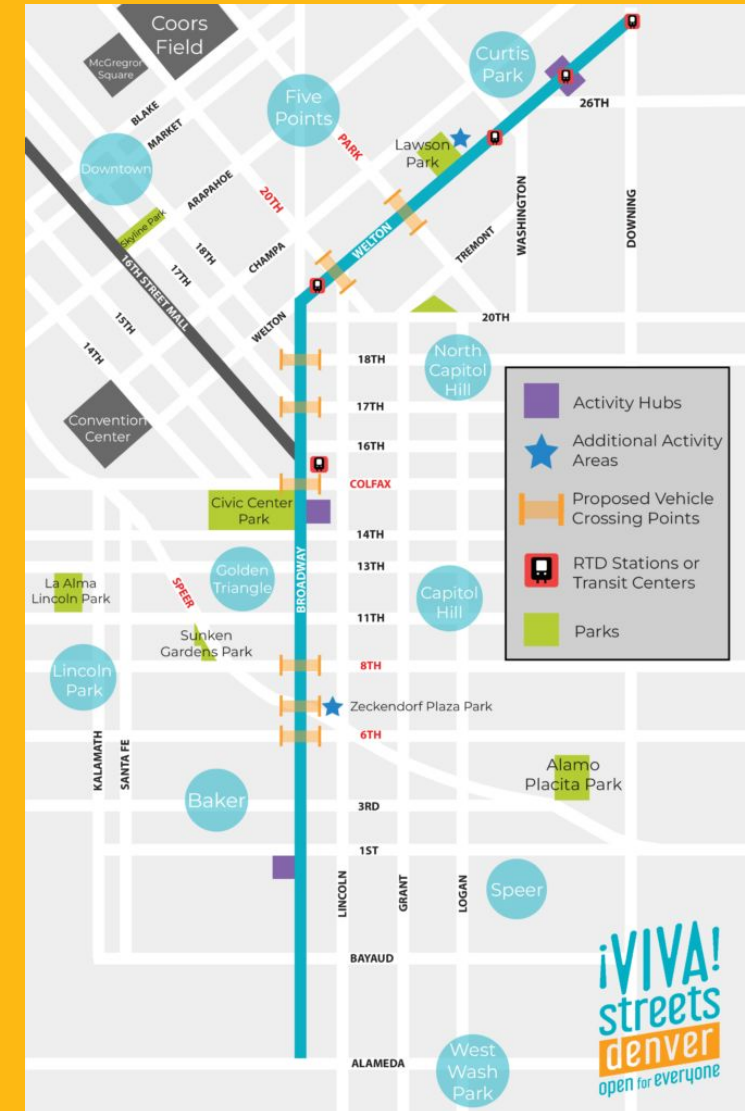 Coors
Field
McGregror
Square
Curtis
Park
BLAKE
MARKET
Five
Points
26TH
PARK
Lawson
Park
Downtown
ARAPAHOE
20TH
Skyline Park
WELTON
WASHINGTON
DOWNING
TREMONT
18TH
CHAMPA
17TH
16TH STREET MALL
15TH
WELTON
14TH
20TH
North
Capitol
Hill
18TH
17TH
16TH
Convention
Center
COLFAX
Activity Hubs
Additional Activity
Areas
Proposed Vehicle
Crossing Points
RTD Stations or
Transit Centers
Parks
Civic Center
Park
14TH
13TH
BROADWAY
Golden
Triangle
La Alma
Lincoln Park
SPEER
Capitol
Hill
11TH
Sunken
Gardens Park
Lincoln
Park
8TH
Zeckendorf Plaza Park
6TH
KALAMATH
SANTA FE
Alamo
Placita Park
Baker
3RD
1ST
LINCOLN
GRANT
LOGAN
Speer
BAYAUD
¡VIVA!
streets
denver
open for everyone
West
Wash
Park
ALAMEDA